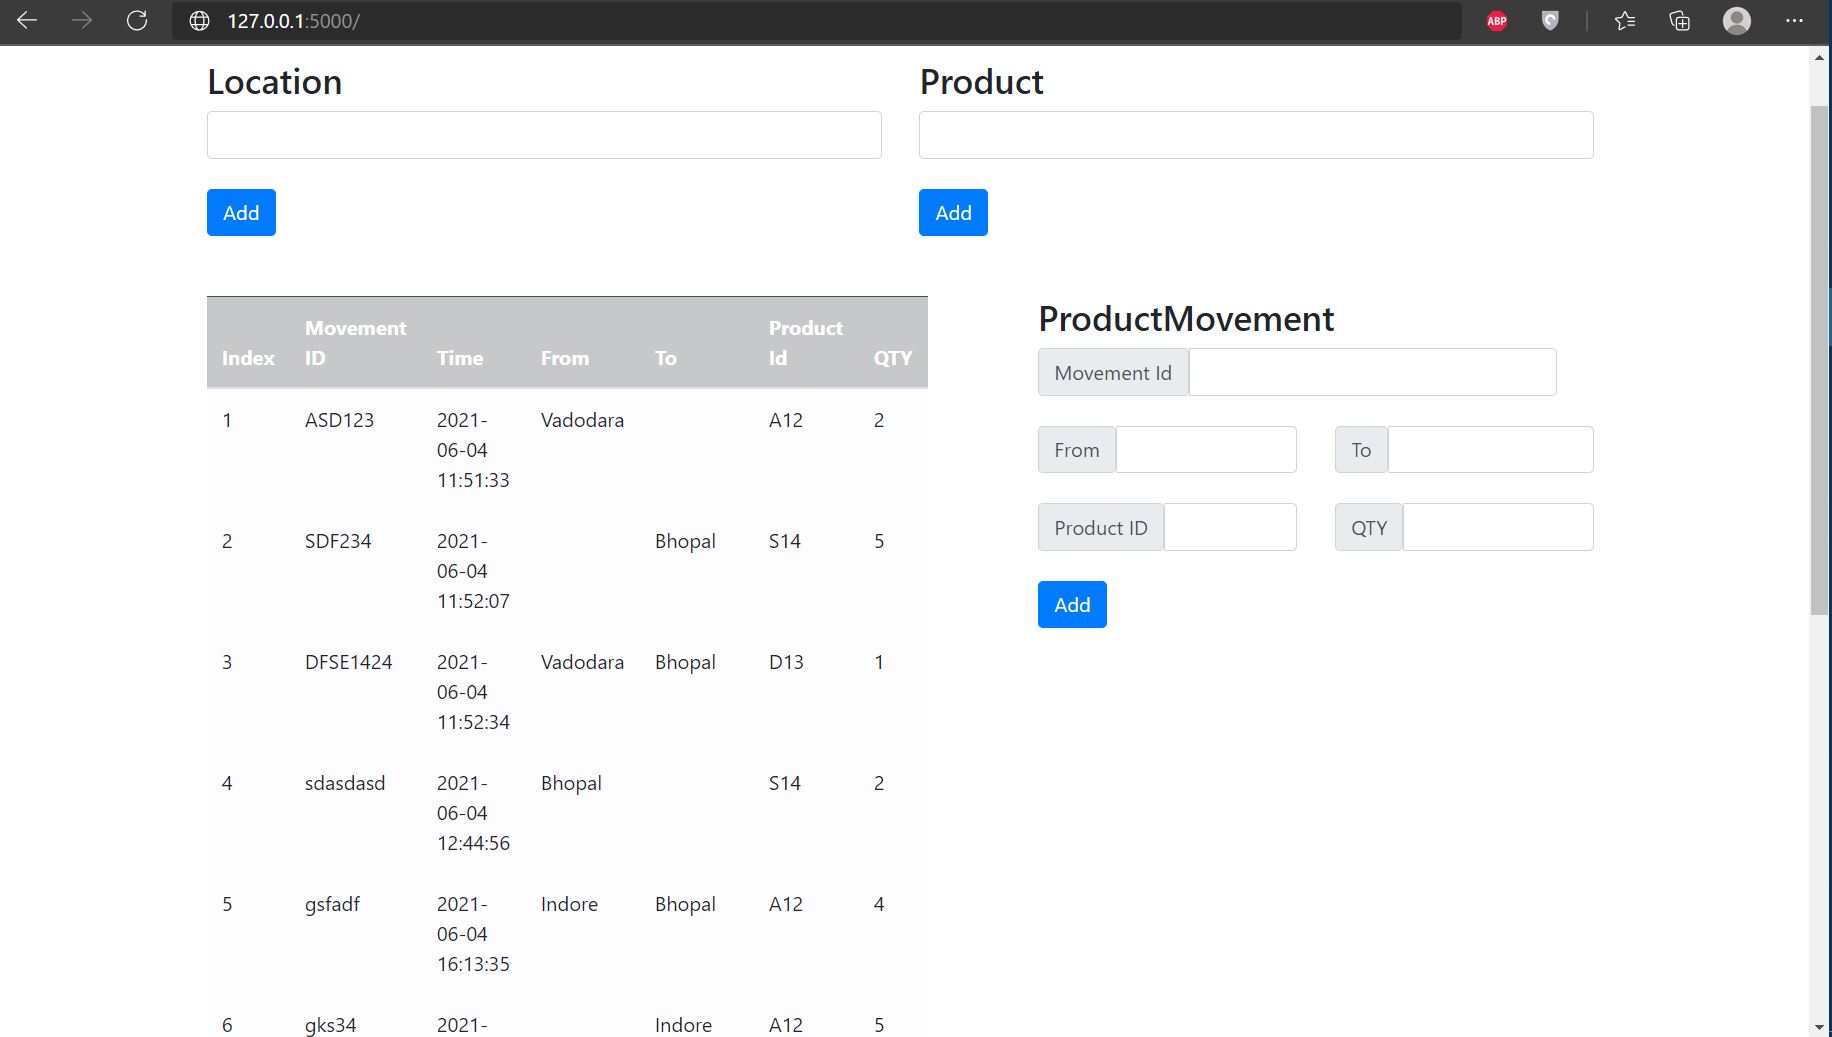 127.0.0.1:5000/
ABP
Location
Product
Add
Add
Index Movement ID Time From To Product Id QTY
1 ASD123 2021-06-04 11:51:33 Vadodara A12 2
2 SDF234 2021-06-04 11:52:07 Bhopal S14 5
3 DFSE1424 2021-06-04 11:52:34 Vadodara Bhopal D13 1
4 sdasdasd 2021-06-04 12:44:56 Bhopal S14 2
5 gsfadf 2021-06-04 16:13:35 Indore Bhopal A12 4
6 gks34 2021- Indore A12 5
ProductMovement
Movement Id
From To
Product ID QTY
Add